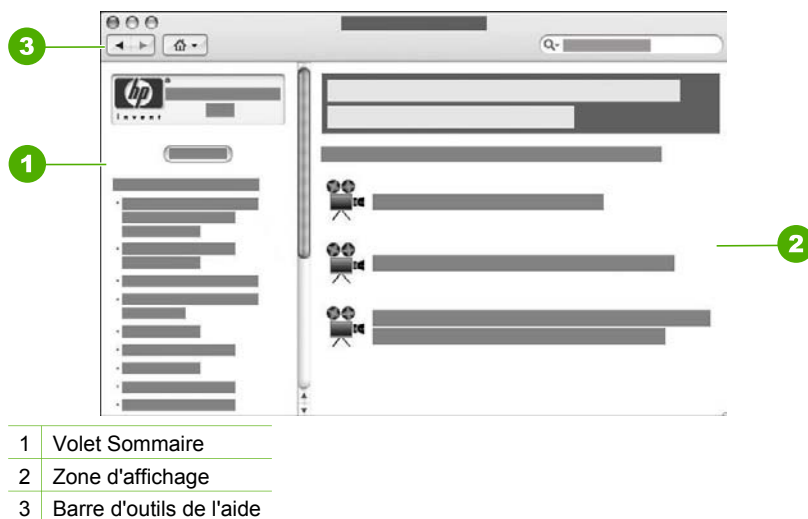 3
hp
invent
1
2
1 Volet Sommaire
2 Zone d'affichage
3 Barre d'outils de l'aide